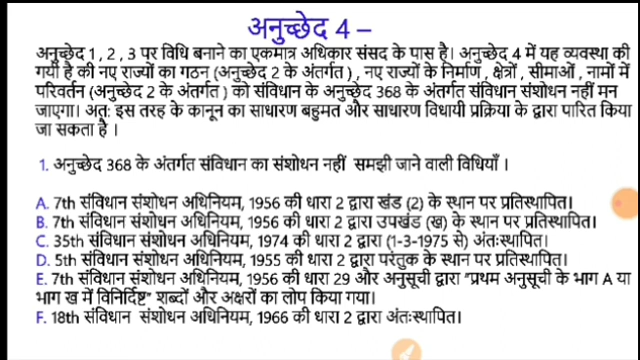 अनुच्छेद 4 –
अनुच्छेद 1 , 2 , 3 पर विधि बनाने का एकमात्र अधिकार संसद के पास है। अनुच्छेद 4 में यह व्यवस्था की
गयी है की नए राज्यों का गठन (अनुच्छेद 2 के अंतर्गत ) , नए राज्यों के निर्माण , क्षेत्रों , सीमाओं , नामों में
परिवर्तन (अनुच्छेद 2 के अंतर्गत ) को संविधान के अनुच्छेद 368 के अंतर्गत संविधान संशोधन नहीं मन
जाएगा। अत: इस तरह के कानून का साधारण बहुमत और साधारण विधायी प्रक्रिया के द्वारा पारित किया
जा सकता है ।
1. अनुच्छेद 368 के अंतर्गत संविधान का संशोधन नहीं समझी जाने वाली विधियाँ ।
A. 7th संविधान संशोधन अधिनियम, 1956 की धारा 2 द्वारा खंड (2) के स्थान पर प्रतिस्थापित।
B. 7th संविधान संशोधन अधिनियम, 1956 की धारा 2 द्वारा उपखंड (ख) के स्थान पर प्रतिस्थापित।
C. 35th संविधान संशोधन अधिनियम, 1974 की धारा 2 द्वारा (1-3-1975 से) अंतःस्थापित।
D. 5th संविधान संशोधन अधिनियम, 1955 की धारा 2 द्वारा परंतुक के स्थान पर प्रतिस्थापित।
E. 7th संविधान संशोधन अधिनियम, 1956 की धारा 29 और अनुसूची द्वारा "प्रथम अनुसूची के भाग A या
भाग ख में विनिर्दिष्ट" शब्दों और अक्षरों का लोप किया गया।
F. 18th संविधान संशोधन अधिनियम, 1966 की धारा 2 द्वारा अंतःस्थापित।